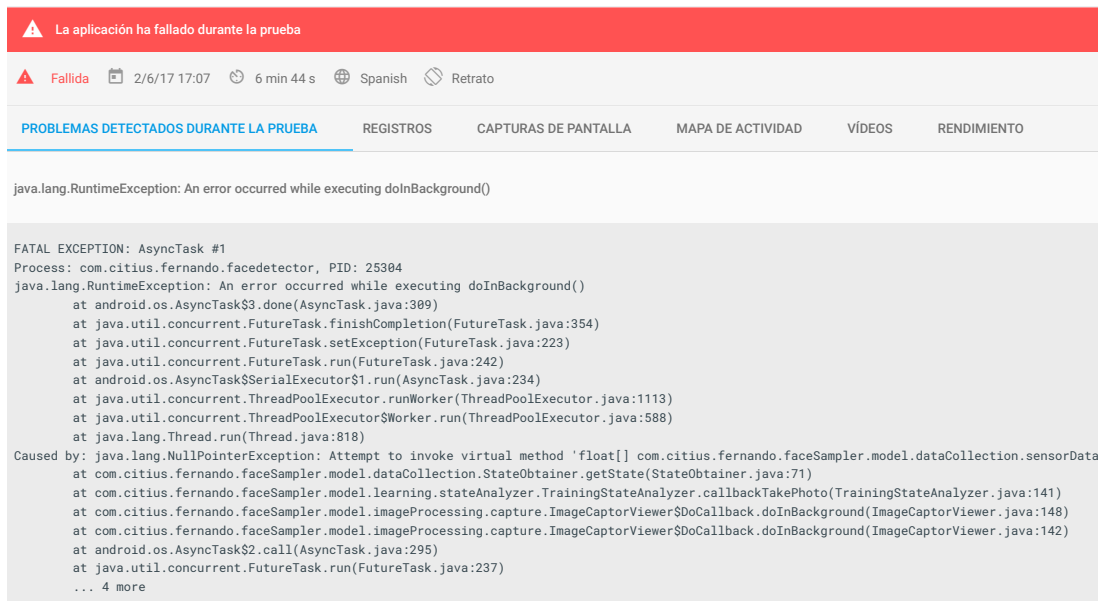 La aplicación ha fallado durante la prueba
Fallida 2/6/17 17:07 6 min 44 s Spanish Retrato
PROBLEMAS DETECTADOS DURANTE LA PRUEBA REGISTROS CAPTURAS DE PANTALLA MAPA DE ACTIVIDAD VÍDEOS RENDIMIENTO
java.lang.RuntimeException: An error occurred while executing doInBackground()
FATAL EXCEPTION: AsyncTask #1
Process: com.citius.fernando.facedetector, PID: 25304
java.lang.RuntimeException: An error occurred while executing doInBackground()
at android.os.AsyncTask$3.done(AsyncTask.java:309)
at java.util.concurrent.FutureTask.finishCompletion(FutureTask.java:354)
at java.util.concurrent.FutureTask.setException(FutureTask.java:223)
at java.util.concurrent.FutureTask.run(FutureTask.java:242)
at android.os.AsyncTask$SerialExecutor$1.run(AsyncTask.java:234)
at java.util.concurrent.ThreadPoolExecutor.runWorker(ThreadPoolExecutor.java:1113)
at java.util.concurrent.ThreadPoolExecutor$Worker.run(ThreadPoolExecutor.java:588)
at java.lang.Thread.run(Thread.java:818)
Caused by: java.lang.NullPointerException: Attempt to invoke virtual method 'float[] com.citius.fernando.faceSampler.model.dataCollection.sensorData
at com.citius.fernando.faceSampler.model.dataCollection.StateObtainer.getState(StateObtainer.java:71)
at com.citius.fernando.faceSampler.model.learning.stateAnalyzer.TrainingStateAnalyzer.callbackTakePhoto(TrainingStateAnalyzer.java:141)
at com.citius.fernando.faceSampler.model.imageProcessing.capture.ImageCaptorViewer$DoCallback.doInBackground(ImageCaptorViewer.java:148)
at com.citius.fernando.faceSampler.model.imageProcessing.capture.ImageCaptorViewer$DoCallback.doInBackground(ImageCaptorViewer.java:142)
at android.os.AsyncTask$2.call(AsyncTask.java:295)
at java.util.concurrent.FutureTask.run(FutureTask.java:237)
... 4 more